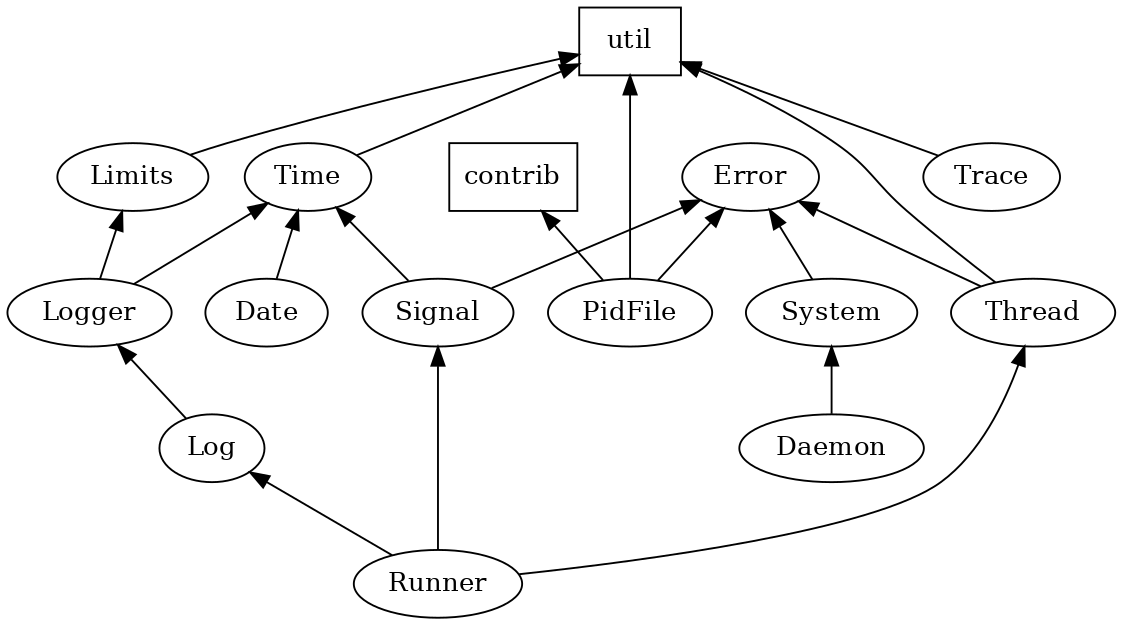 util
Limits
Time
contrib
Error
Trace
Logger
Date
Signal
PidFile
System
Thread
Log
Daemon
Runner